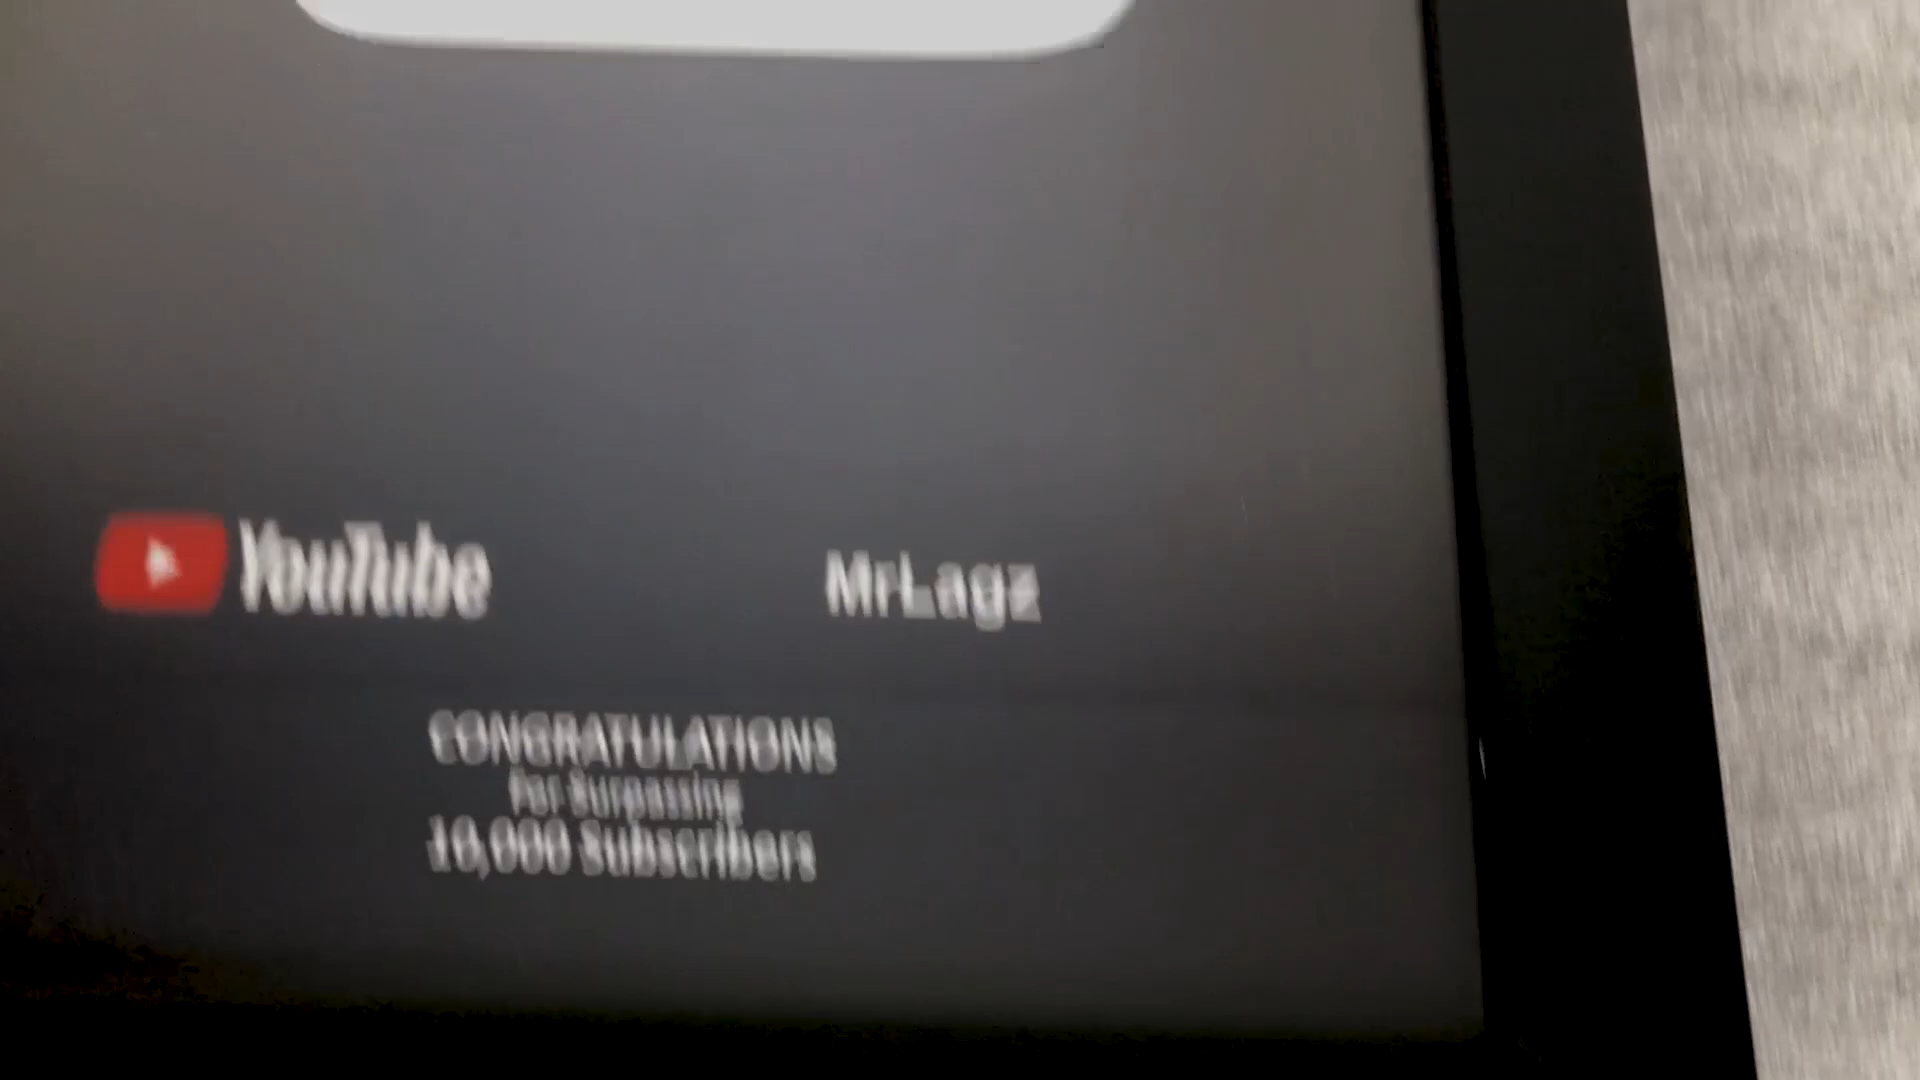 YouTube
MrLagz
CONGRATULATIONS
For Surpassing
10,000 Subscribers